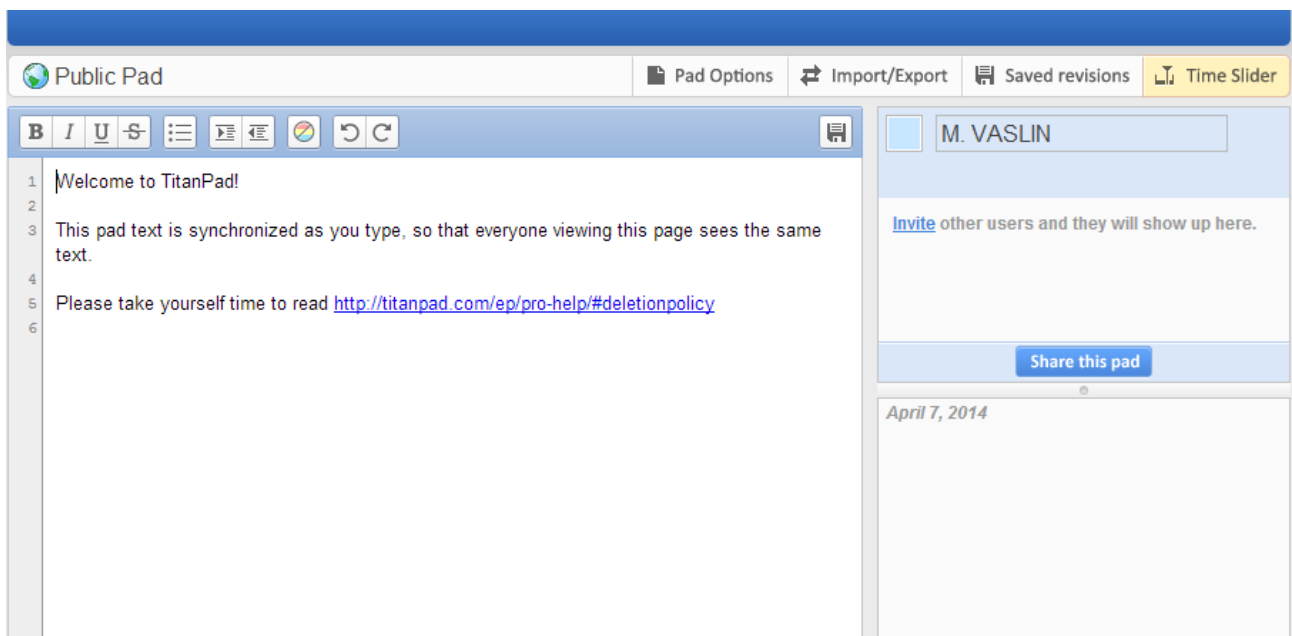 Public Pad
Pad Options
Import/Export
Saved revisions
Time Slider
B I U S
M. VASLIN
1 Welcome to TitanPad!
2
3 This pad text is synchronized as you type, so that everyone viewing this page sees the same
text.
4
5 Please take yourself time to read http://titanpad.com/ep/pro-help/#deletionpolicy
6
Invite other users and they will show up here.
Share this pad
April 7, 2014